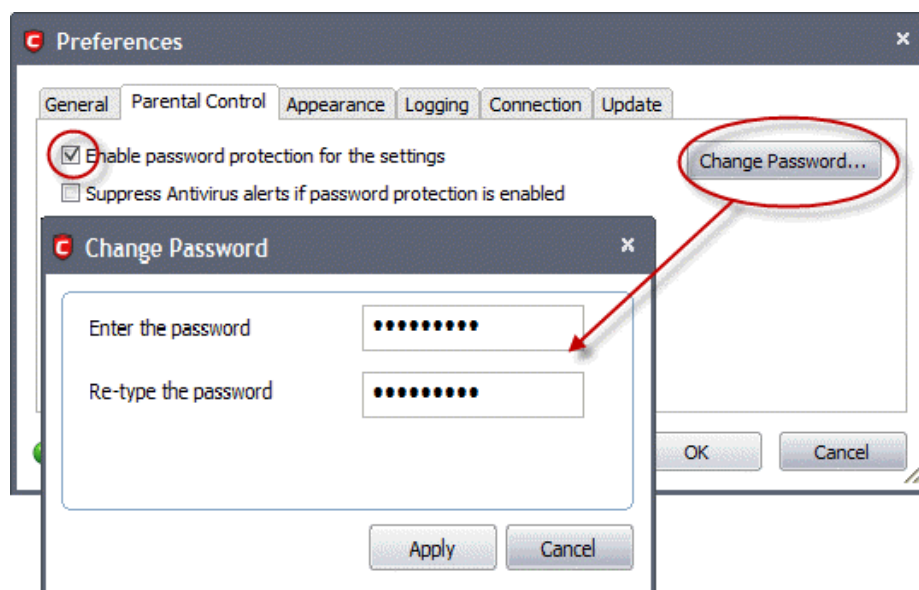 Preferences
General Parental Control Appearance Logging Connection Update
Enable password protection for the settings
Change Password...
Suppress Antivirus alerts if password protection is enabled
Change Password
Enter the password
•••••••••
Re-type the password
•••••••••
OK Cancel
Apply Cancel